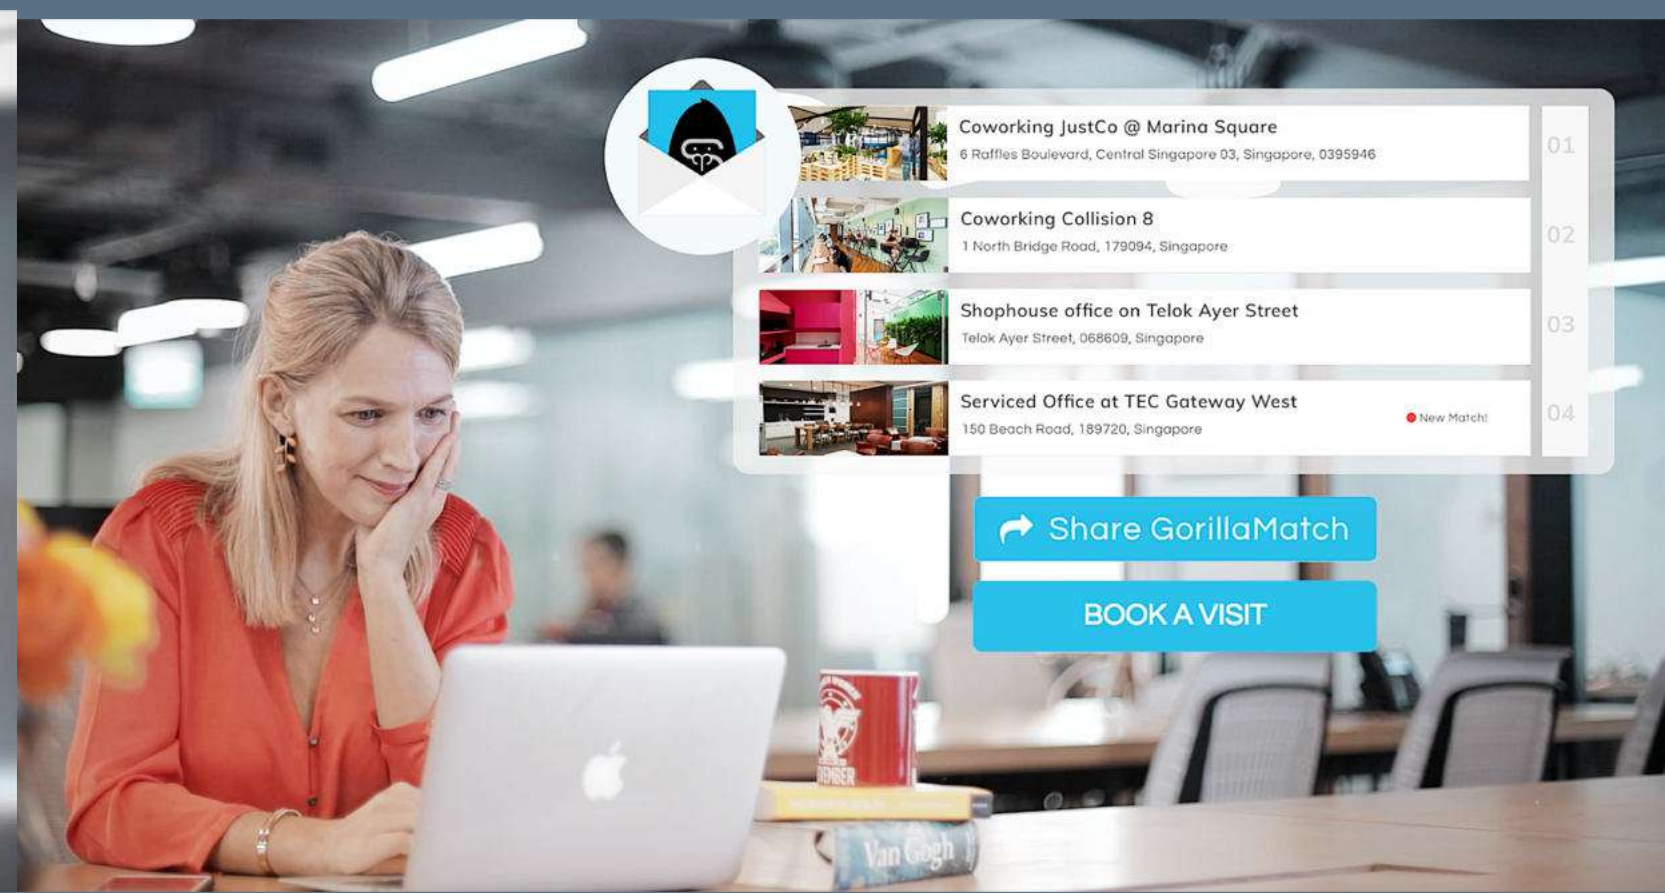 Coworking JustCo @ Marina Square
6 Raffles Boulevard, Central Singapore 03, Singapore, 0395946
01
Coworking Collision 8
1 North Bridge Road, 179094, Singapore
02
Shophouse office on Telok Ayer Street
Telok Ayer Street, 068609, Singapore
03
Serviced Office at TEC Gateway West
150 Beach Road, 189720, Singapore
New Match!
04
Share GorillaMatch
BOOK A VISIT
Van Gogh